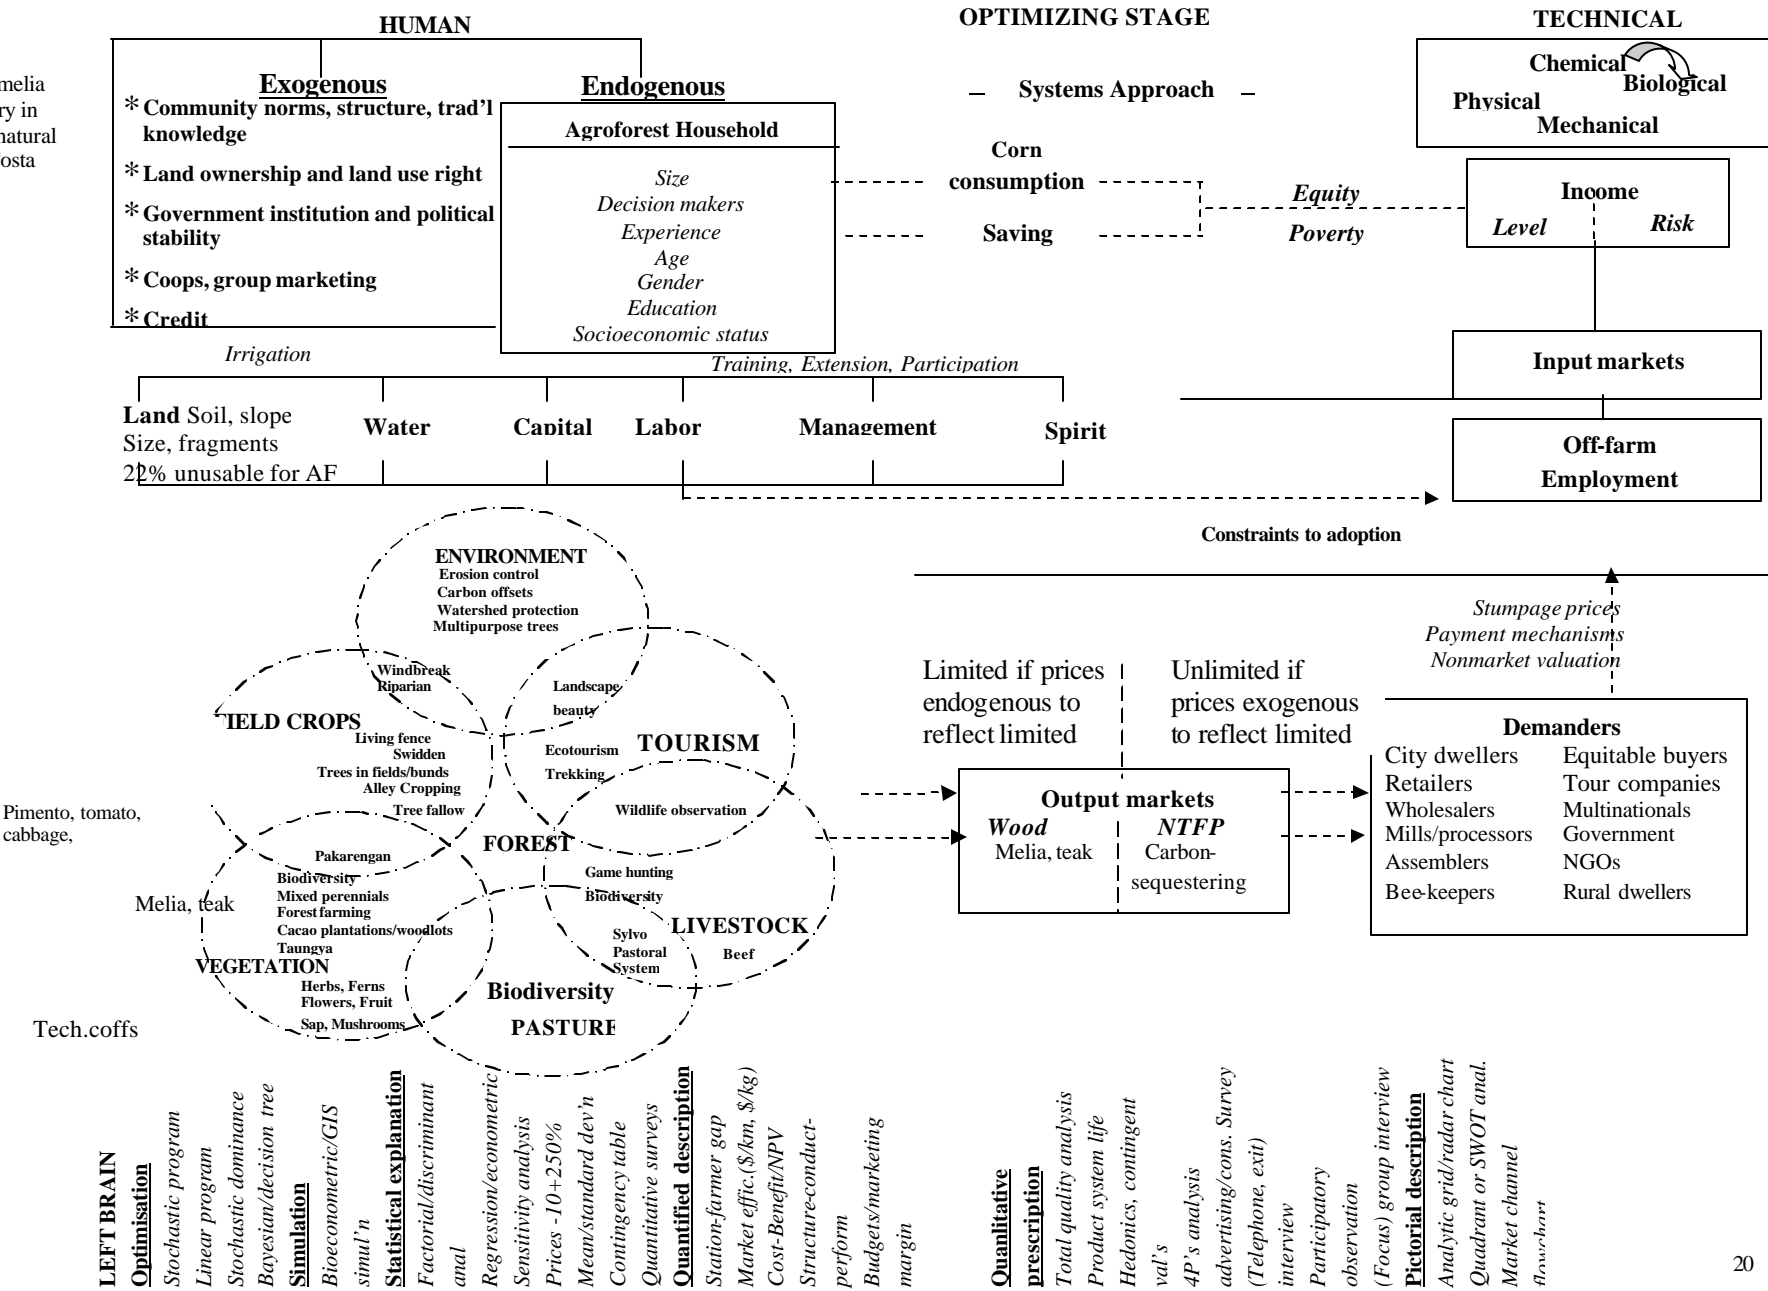 HUMAN
OPTIMIZING STAGE
TECHNICAL
melia
ry in
natural
osta
Exogenous
* Community norms, structure, trad'l
knowledge
* Land ownership and land use right
* Government institution and political
stability
* Coops, group marketing
* Credit
Endogenous
Agroforest Household
Size
Decision makers
Experience
Age
Gender
Education
Socioeconomic status
Systems Approach
Corn
consumption
Saving
Equity
Poverty
Chemical
Biological
Physical
Mechanical
Income
Level
Risk
Input markets
Off-farm
Employment
Irrigation
Training, Extension, Participation
Land Soil, slope
Size, fragments
22% unusable for AF
Water
Capital
Labor
Management
Spirit
Constraints to adoption
ENVIRONMENT
Erosion control
Carbon offsets
Watershed protection
Multipurpose trees
Windbreak
Riparian
Landscape
beauty
FIELD CROPS
Living fence
Swidden
Trees in fields/bunds
Alley Cropping
Tree fallow
Ecotourism
TOURISM
Trekking
Wildlife observation
Pimento, tomato,
cabbage,
FOREST
Pakarengan
Biodiversity
Mixed perennials
Forest farming
Cacao plantations/woodlots
Taungya
Melia, teak
VEGETATION
Herbs, Ferns
Flowers, Fruit
Sap, Mushrooms
Game hunting
Biodiversity
LIVESTOCK
Sylvo
Pastoral
System
Beef
Biodiversity
PASTURE
Tech.coffs
Limited if prices
endogenous to
reflect limited
Unlimited if
prices exogenous
to reflect limited
Output markets
Wood
Melia, teak
NTFP
Carbon-
sequestering
Stumpage prices
Payment mechanisms
Nonmarket valuation
Demanders
City dwellers
Retailers
Wholesalers
Mills/processors
Assemblers
Bee-keepers
Equitable buyers
Tour companies
Multinationals
Government
NGOs
Rural dwellers
LEFT BRAIN
Optimisation
Stochastic program
Linear program
Stochastic dominance
Bayesian/decision tree
Simulation
Bioeconometric/GIS
simul'n
Statistical explanation
Factorial/discriminant
and
Regression/econometric
Sensitivity analysis
Prices -10+250%
Mean/standard dev'n
Contingency table
Quantitative surveys
Quantified description
Station-farmer gap
Market effic.($/km, $/kg)
Cost-Benefit/NPV
Structure-conduct-
perform
Budgets/marketing
margin
Quanlitative
prescription
Total quality analysis
Product system life
Hedonics, contingent
val's
4P's analysis
advertising/cons. Survey
(Telephone, exit)
interview
Participatory
observation
(Focus) group interview
Pictorial description
Analytic grid/radar chart
Quadrant or SWOT anal.
Market channel
flowchart
20